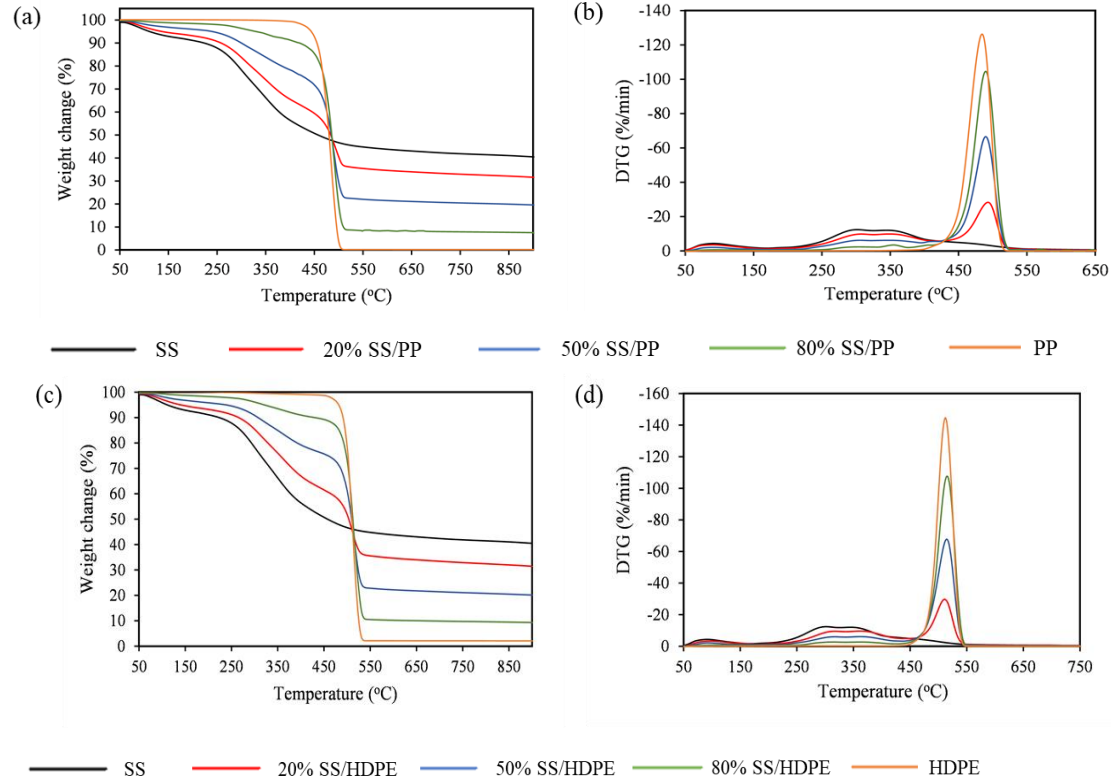 (a)
100
90
80
70
60
50
40
30
20
10
0
Weight change (%)
50 150 250 350 450 550 650 750 850
Temperature (°C)
(b)
-140
-120
-100
-80
-60
-40
-20
0
DTG (%/min)
50 150 250 350 450 550 650
Temperature (°C)
SS 20% SS/PP 50% SS/PP 80% SS/PP PP
(c)
100
90
80
70
60
50
40
30
20
10
0
Weight change (%)
50 150 250 350 450 550 650 750 850
Temperature (°C)
(d)
-160
-140
-120
-100
-80
-60
-40
-20
0
DTG (%/min)
50 150 250 350 450 550 650 750
Temperature (°C)
SS 20% SS/HDPE 50% SS/HDPE 80% SS/HDPE HDPE